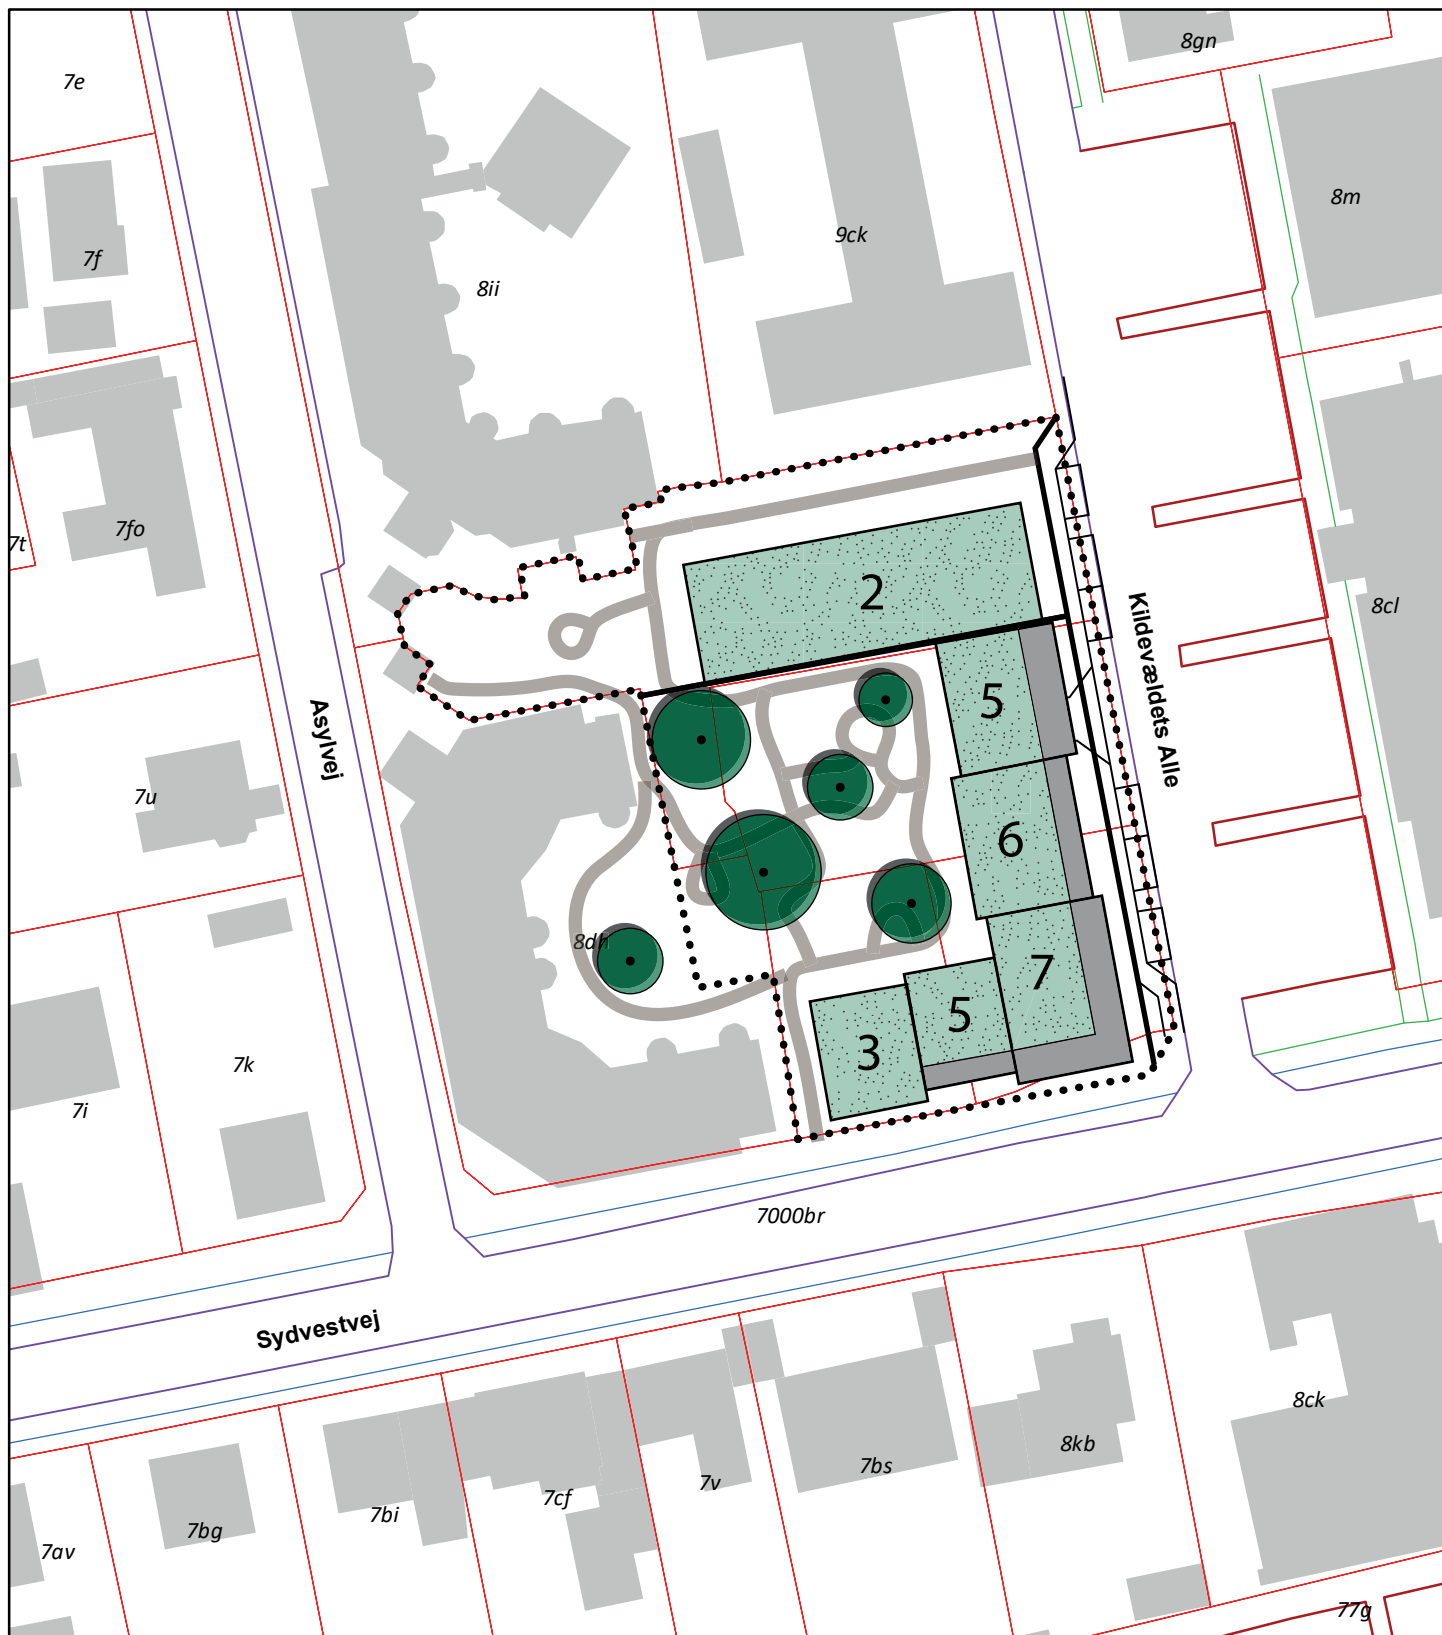 8gn
7e
8m
9ck
7f
8ii
7fo
7t
2
Kildevældets Alle
8cl
5
Asylvej
7u
6
8dh
7
5
3
7k
7i
7000br
Sydvestvej
8ck
8kb
7bs
7v
7cf
7bi
7bg
7av
77g